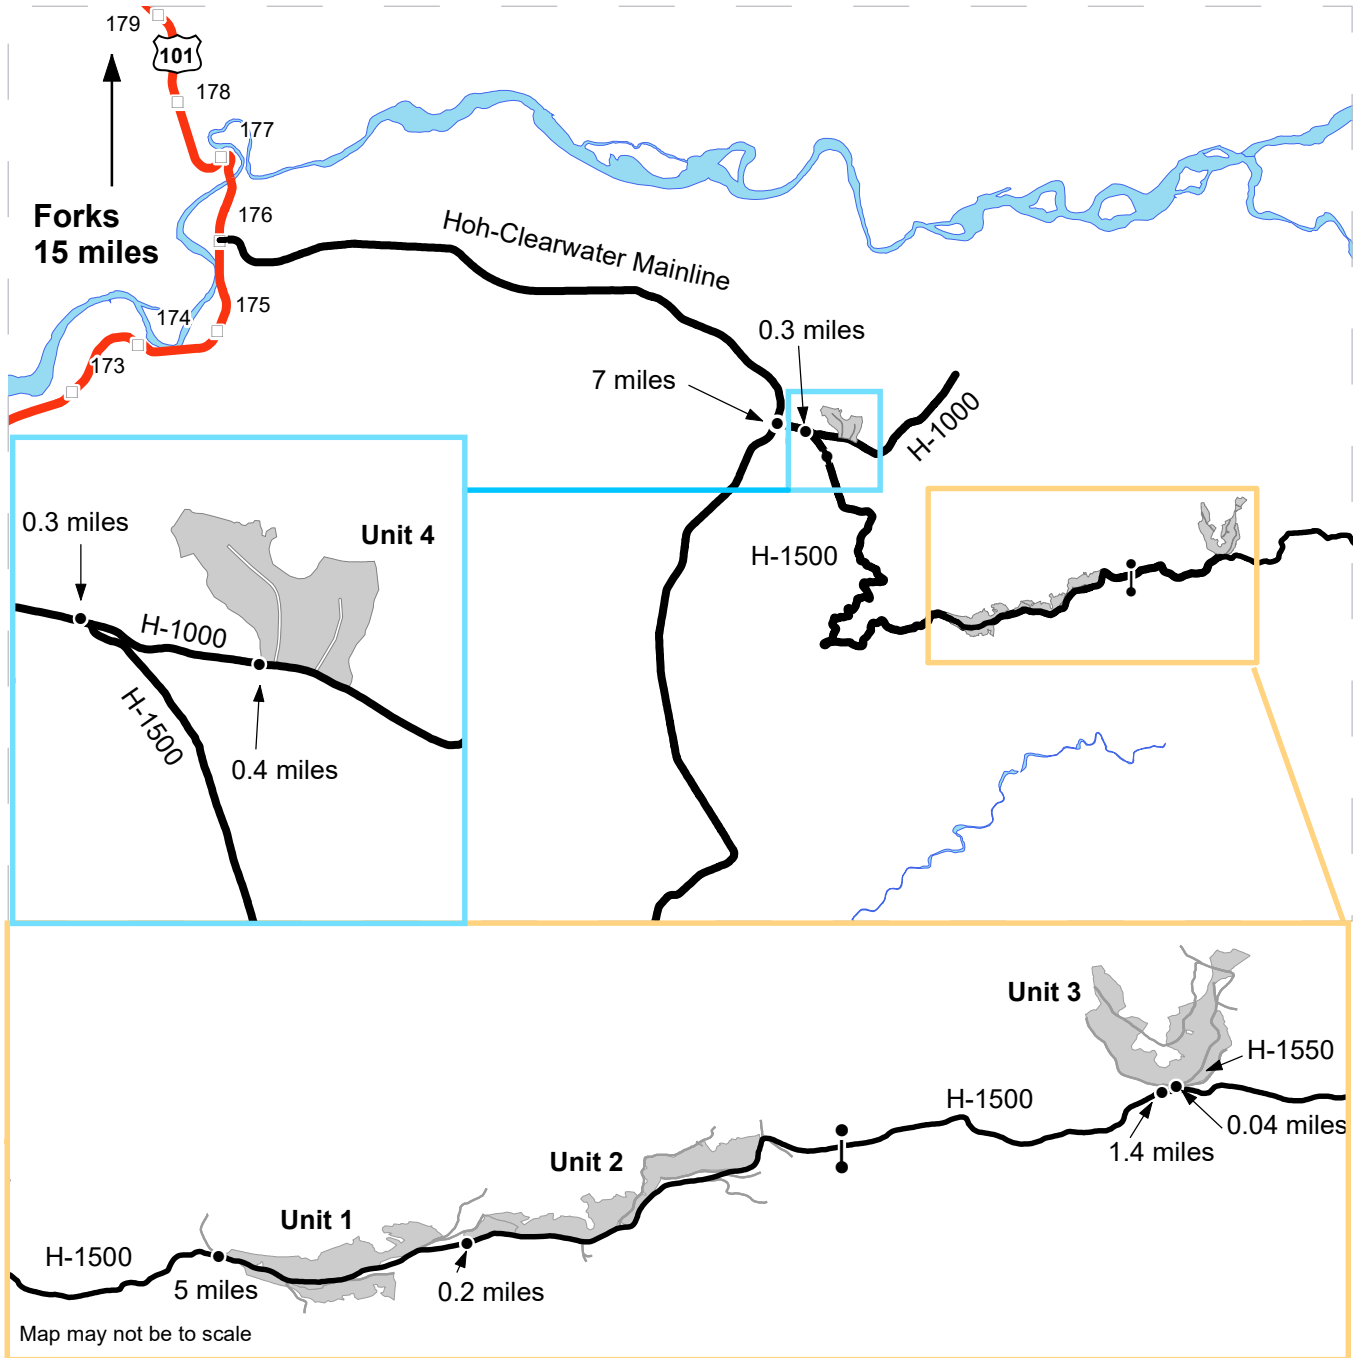 179
101
178
177
Forks
15 miles
176
Hoh-Clearwater Mainline
175
174
173
0.3 miles
7 miles
H-1000
H-1500
0.3 miles
Unit 4
H-1000
H-1500
0.4 miles
Unit 3
H-1550
H-1500
0.04 miles
1.4 miles
Unit 2
Unit 1
H-1500
5 miles
0.2 miles
Map may not be to scale